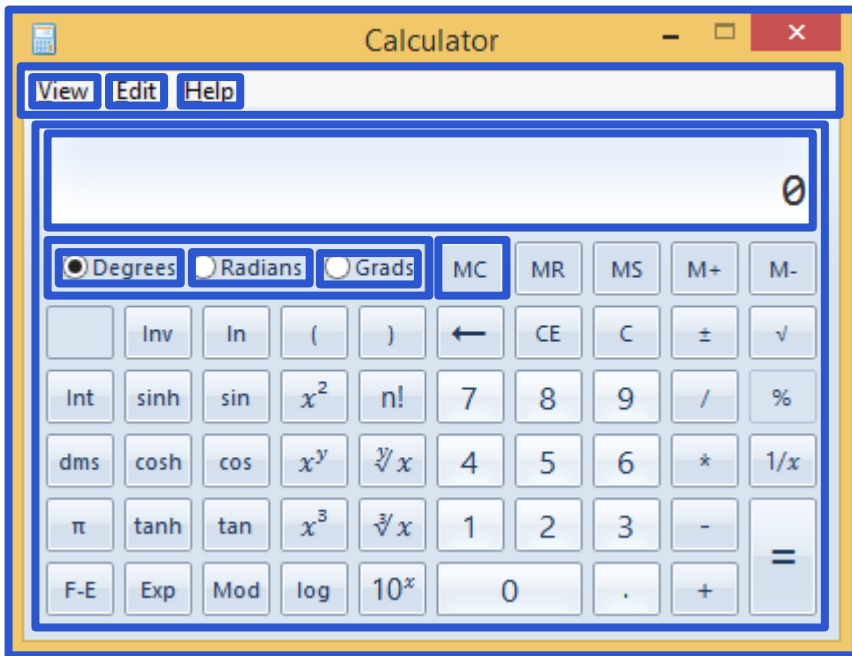 Calculator
View Edit Help
0
Degrees Radians Grads MC MR MS M+ M-
Inv In ( ) ← CE C ± √
Int sinh sin x² n! 7 8 9 / %
dms cosh cos xʸ ʸ√x 4 5 6 * 1/x
π tanh tan x³ ³√x 1 2 3 - =
F-E Exp Mod log 10ˣ 0 . +